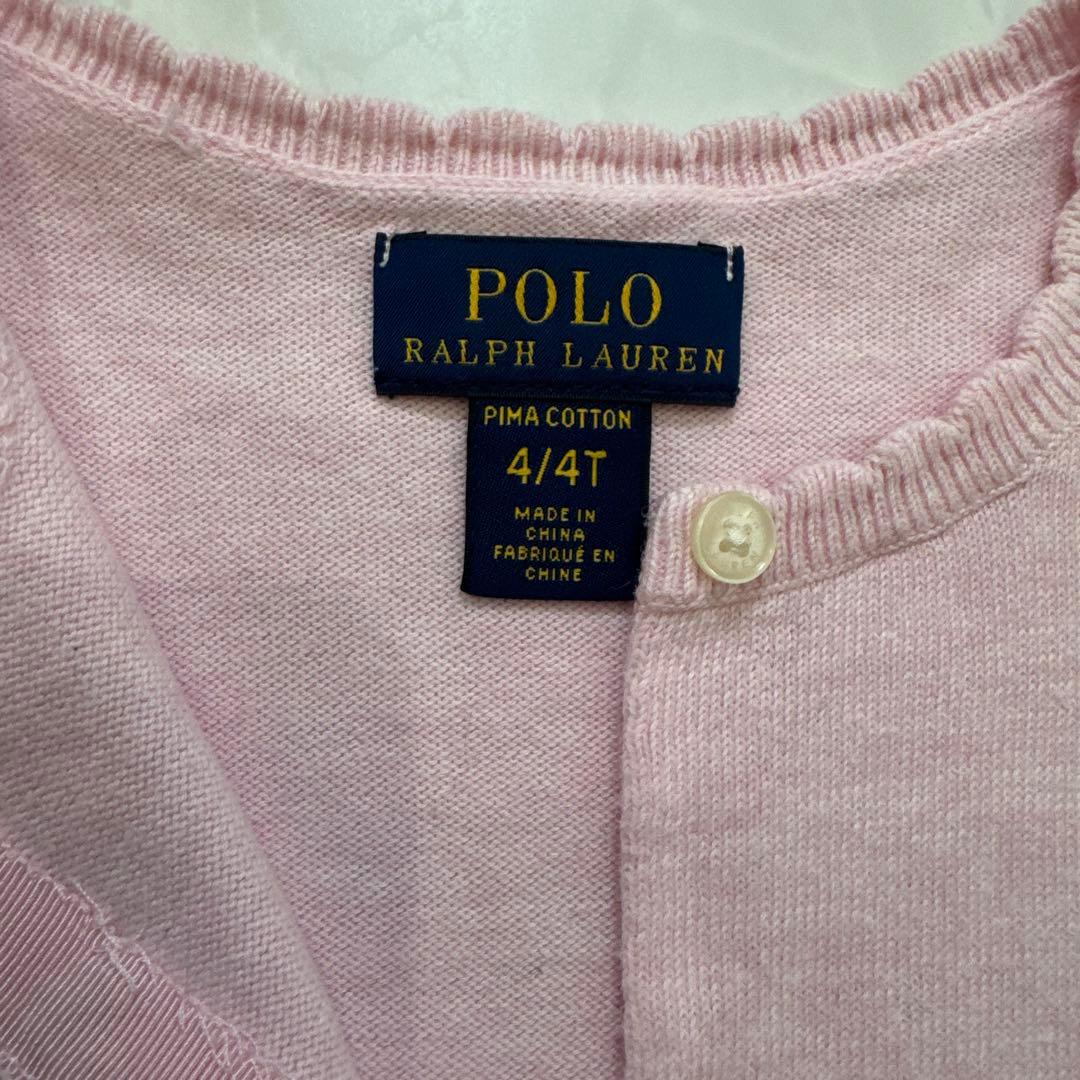 POLO
RALPH LAUREN
PIMA COTTON
4/4T
MADE IN
CHINA
FABRIQUÉ EN
CHINE